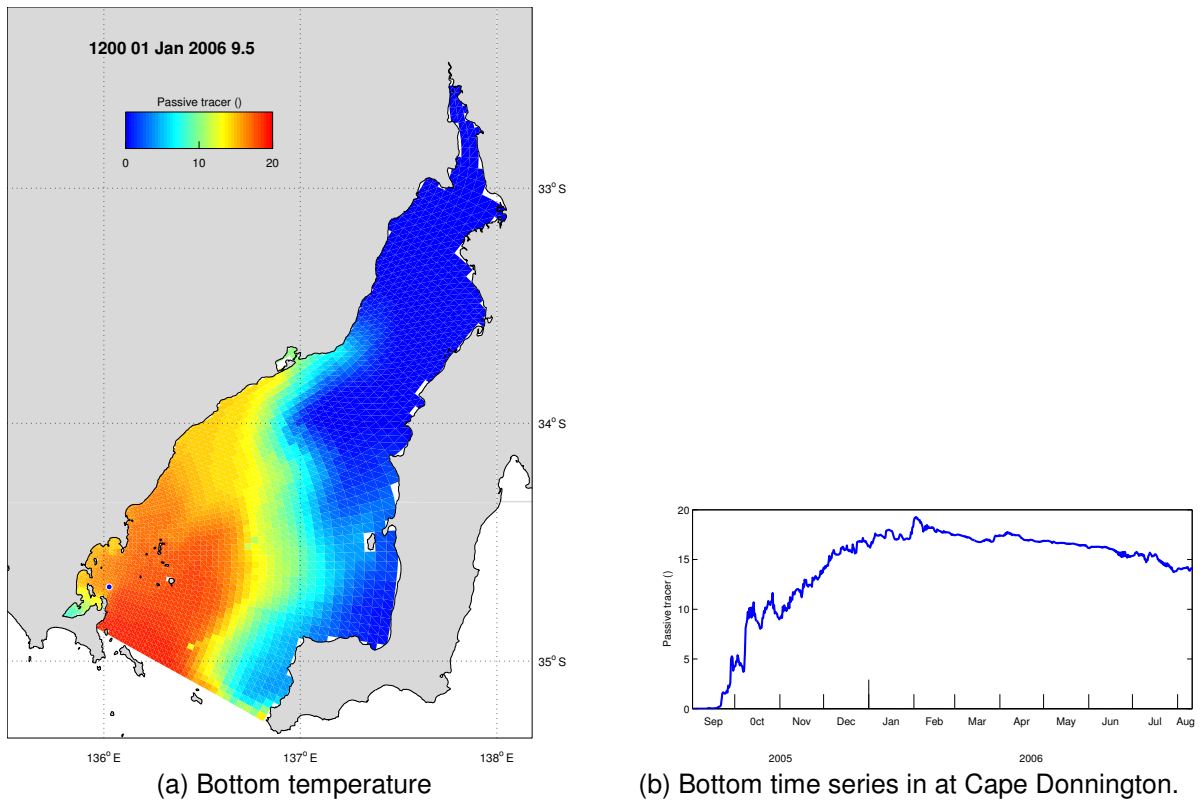 1200 01 Jan 2006 9.5
Passive tracer ()
0 10 20
33° S
34° S
35° S
136° E 137° E 138° E
(a) Bottom temperature
20
15
10
5
0
Passive tracer ()
Sep 0ct Nov Dec Jan Feb Mar Apr May Jun Jul Aug
2005 2006
(b) Bottom time series in at Cape Donnington.